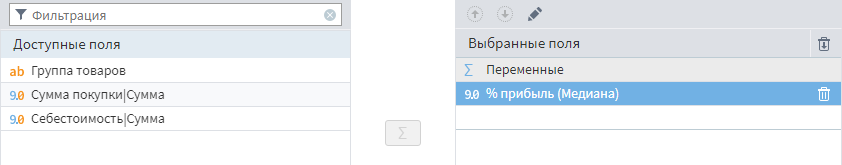 Фильтрация
Доступные поля
ab Группа товаров
9.0 Сумма покупки|Сумма
9.0 Себестоимость|Сумма
Σ
Выбранные поля
Σ Переменные
9.0 % прибыль (Медиана)